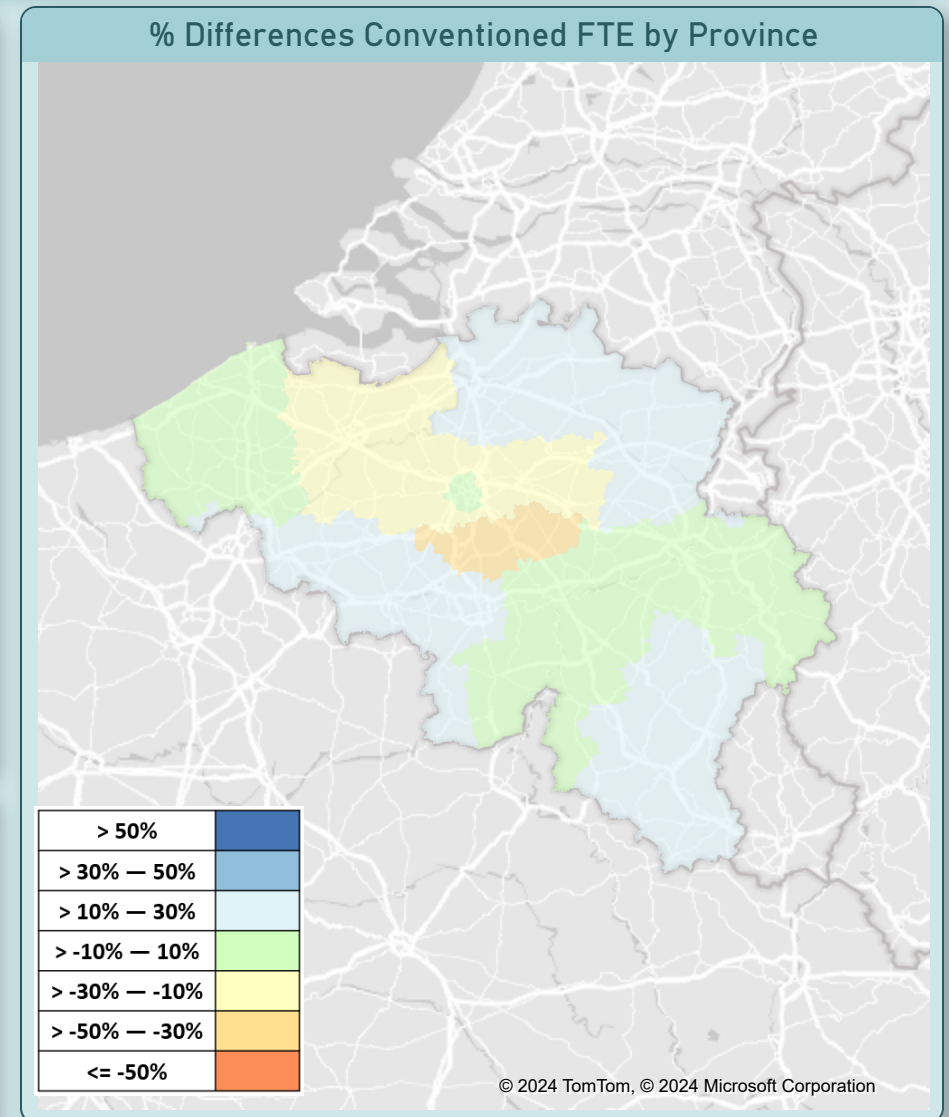 % Differences Conventioned FTE by Province
> 50%
> 30% — 50%
> 10% — 30%
> -10% — 10%
> -30% — -10%
> -50% — -30%
<= -50%
© 2024 TomTom, © 2024 Microsoft Corporation